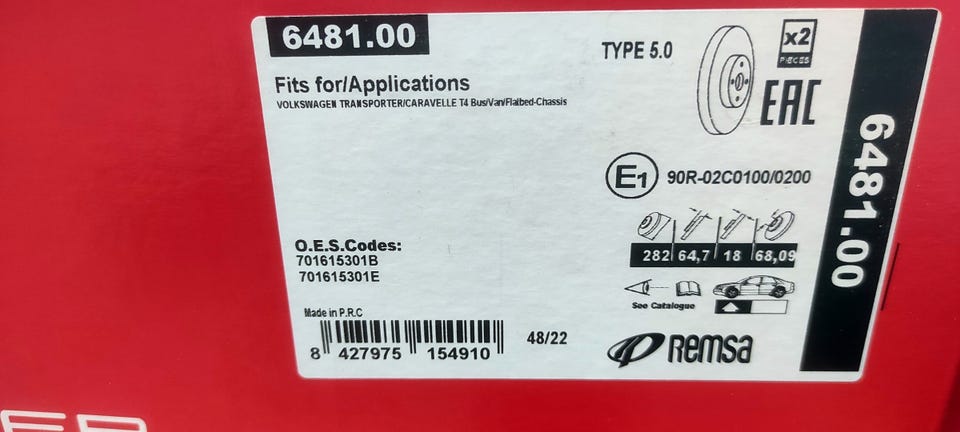 6481.00
TYPE 5.0
x2
PIECES
Fits for/Applications
VOLKSWAGEN TRANSPORTER/CARAVELLE T4 Bus/Van/Flatbed-Chassis
EAC
6481.00
E1 90R-02C0100/0200
282 64,7 18 68,09
O.E.S.Codes:
701615301B
701615301E
See Catalogue
Made in P.R.C
8 427975 154910
48/22
Remsa